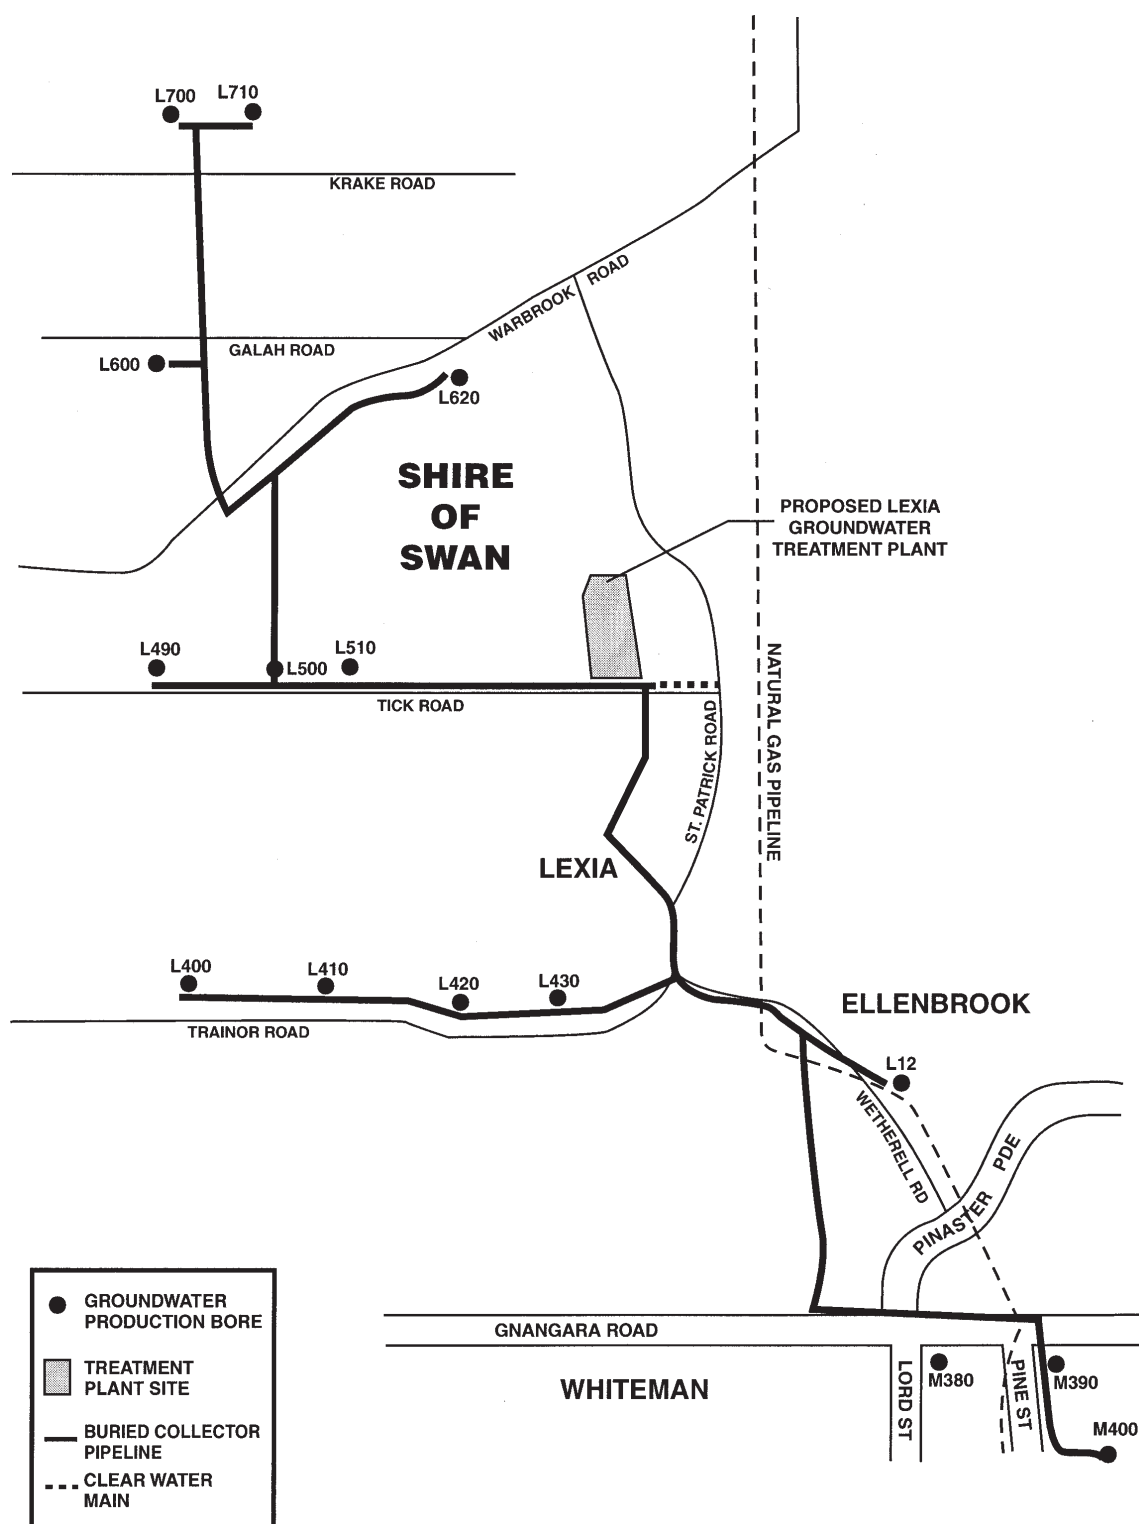 L700
L710
KRAKE ROAD
WARBROOK ROAD
GALAH ROAD
L600
L620
SHIRE
OF
SWAN
PROPOSED LEXIA
GROUNDWATER
TREATMENT PLANT
L490
L500
L510
TICK ROAD
ST. PATRICK ROAD
NATURAL GAS PIPELINE
LEXIA
L400
L410
L420
L430
TRAINOR ROAD
ELLENBROOK
L12
WETHERELL RD
PINASTER PDE
GNANGARA ROAD
WHITEMAN
LORD ST
M380
PINE ST
M390
M400
GROUNDWATER
PRODUCTION BORE
TREATMENT
PLANT SITE
BURIED COLLECTOR
PIPELINE
CLEAR WATER
MAIN